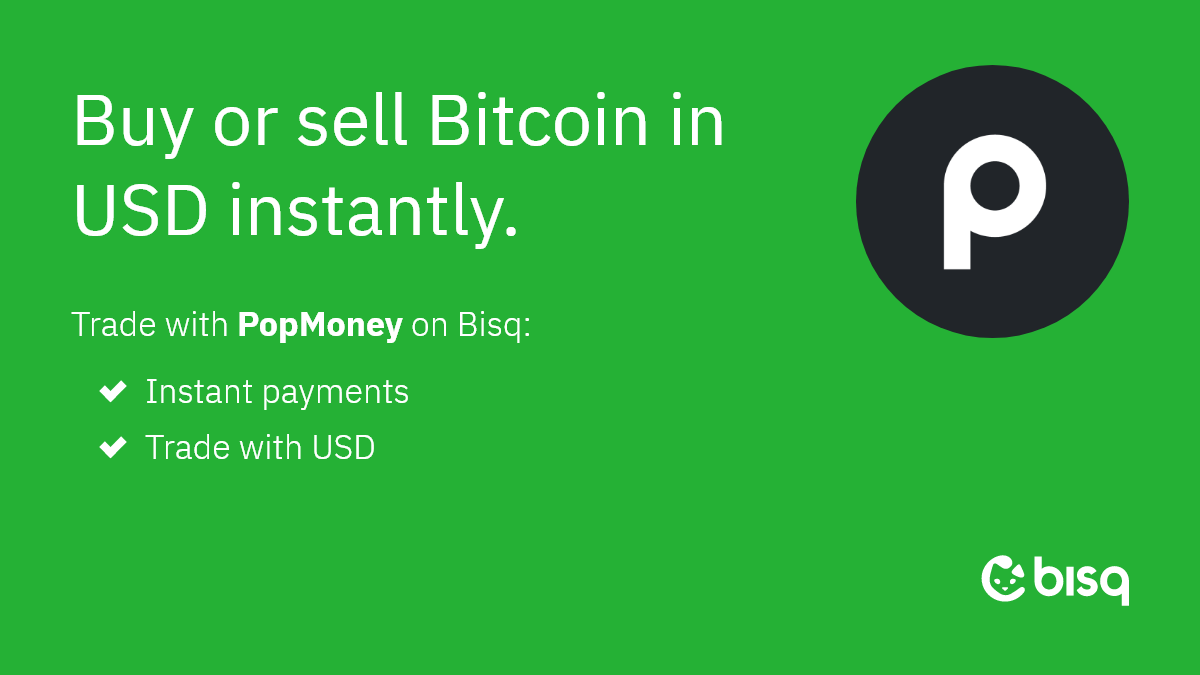 Buy or sell Bitcoin in
USD instantly.
Trade with PopMoney on Bisq:
Instant payments
Trade with USD
bisq